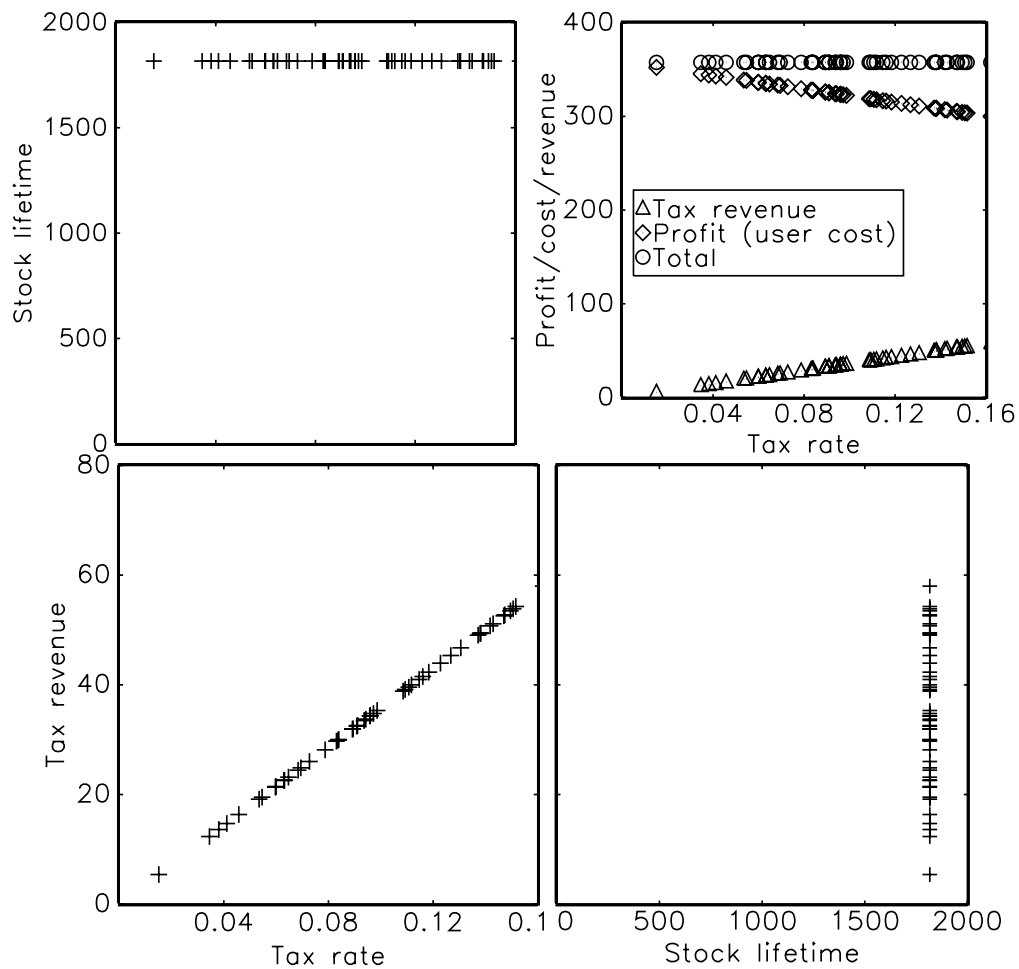 2000
1500
1000
500
0
Stock lifetime
400
300
200
100
0
Profit/cost/revenue
Tax revenue
Profit (user cost)
Total
0.04 0.08 0.12 0.16
Tax rate
80
60
40
20
0
Tax revenue
0.04 0.08 0.12 0.1
Tax rate
0 500 1000 1500 2000
Stock lifetime